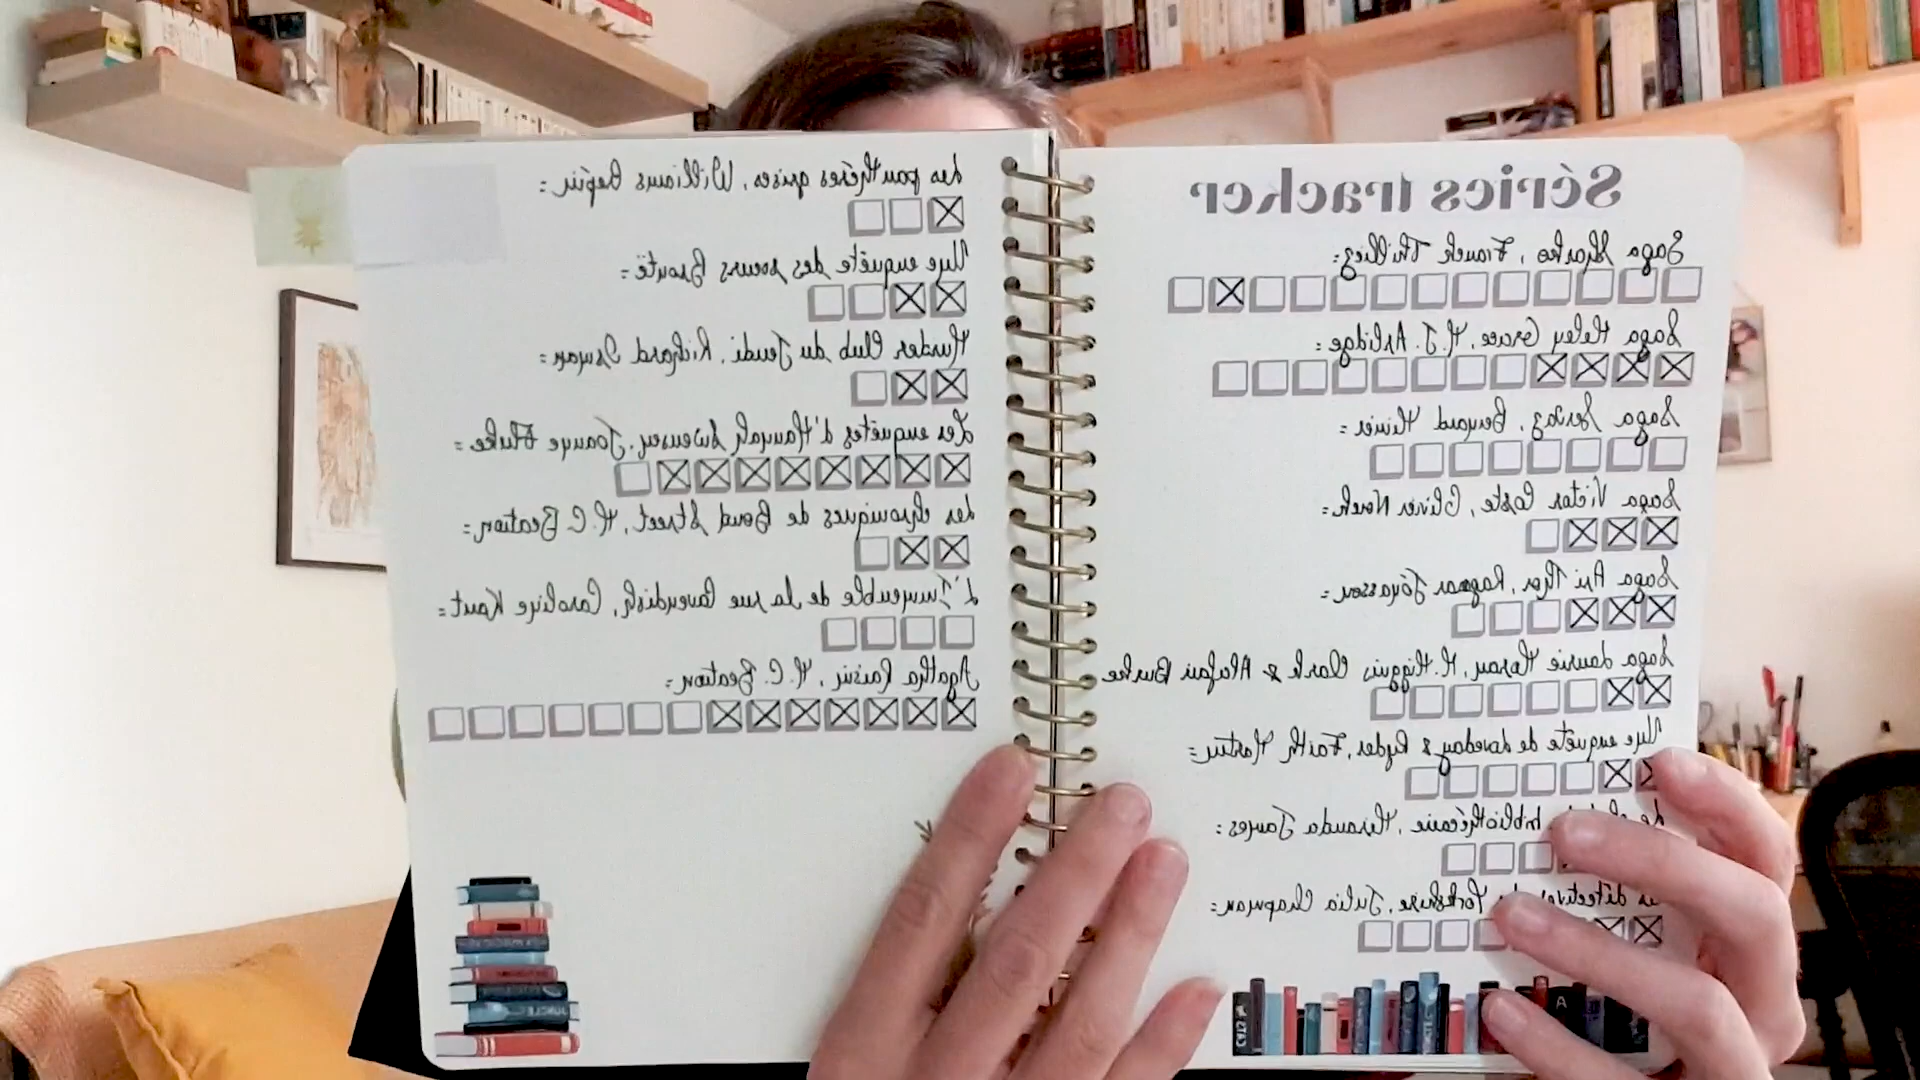 Séries tracker
Saga Sharko, Franck Thilliez :
Saga Helen Grace, M.J. Arlidge :
Saga Servaz, Bernard Minier :
Saga Victor Coste, Olivier Norek :
Saga Ari Thor, Ragnar Jónasson :
Saga Laurie Moran, M. Higgins Clark & Alafair Burke
Une enquête de Loveday & Ryder, Faith Martin :
bibliothécaire, Miranda James :
détectives du Yorkshire, Julia Chapman :
Les panthères grises, Williams Crépin :
Une enquête des soeurs Brontë :
Murder Club du Jeudi, Richard Osman :
Les enquêtes d'Hannah Swensen, Joanne Fluke :
Les chroniques de Bond Street, M.C. Beaton :
L'Immeuble de la rue Cavendish, Caroline Kant :
Agatha Raisin, M.C. Beaton :